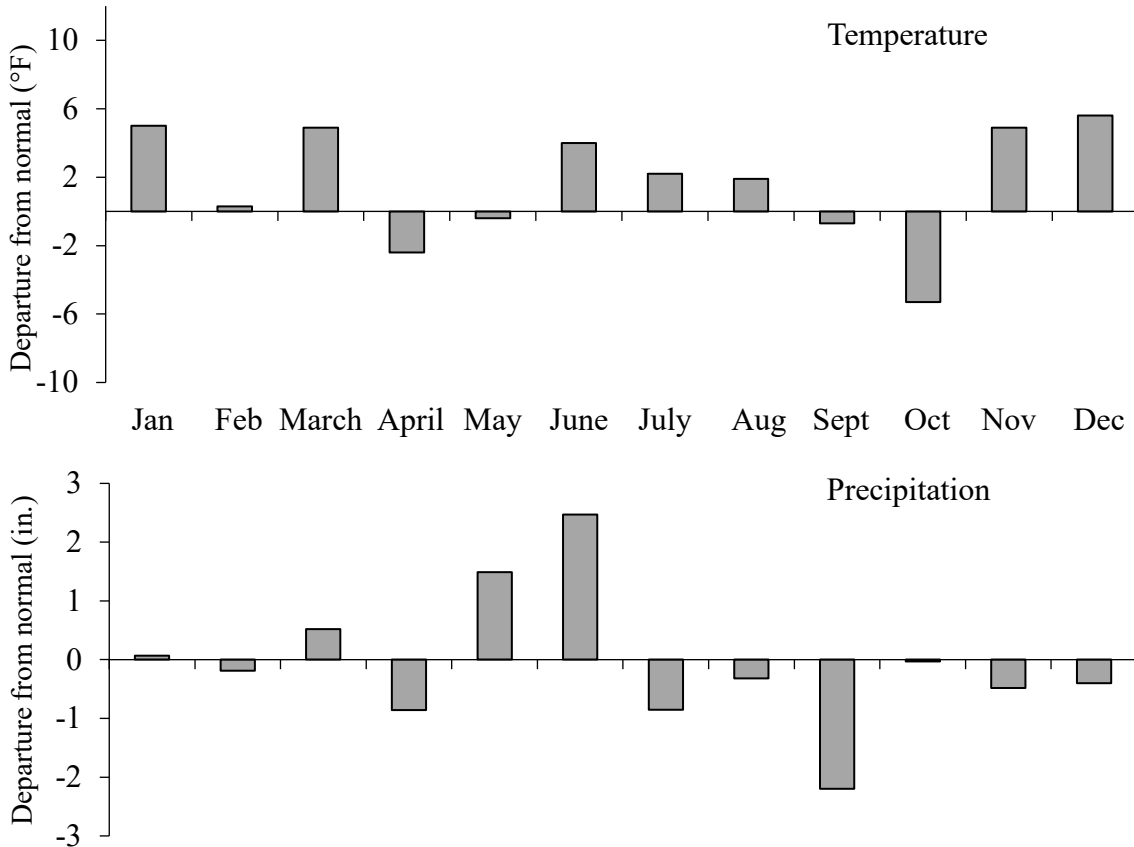 Temperature
Departure from normal (°F)
10
6
2
-2
-6
-10
Jan Feb March April May June July Aug Sept Oct Nov Dec
Precipitation
Departure from normal (in.)
3
2
1
0
-1
-2
-3